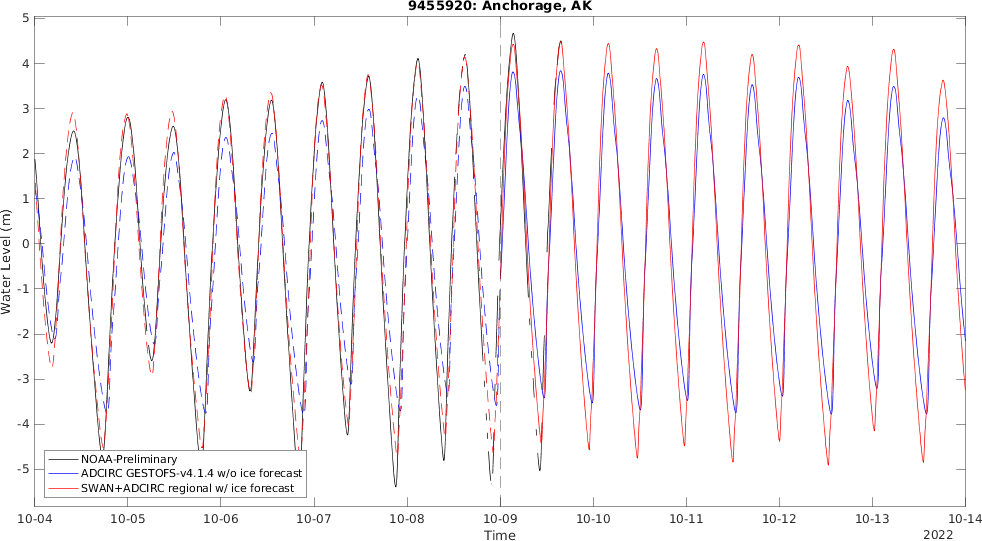 9455920: Anchorage, AK
5
4
3
2
1
0
-1
-2
-3
-4
-5
Water Level (m)
NOAA-Preliminary
ADCIRC GESTOFS-v4.1.4 w/o ice forecast
SWAN+ADCIRC regional w/ ice forecast
10-04 10-05 10-06 10-07 10-08 10-09 10-10 10-11 10-12 10-13 10-14
Time
2022